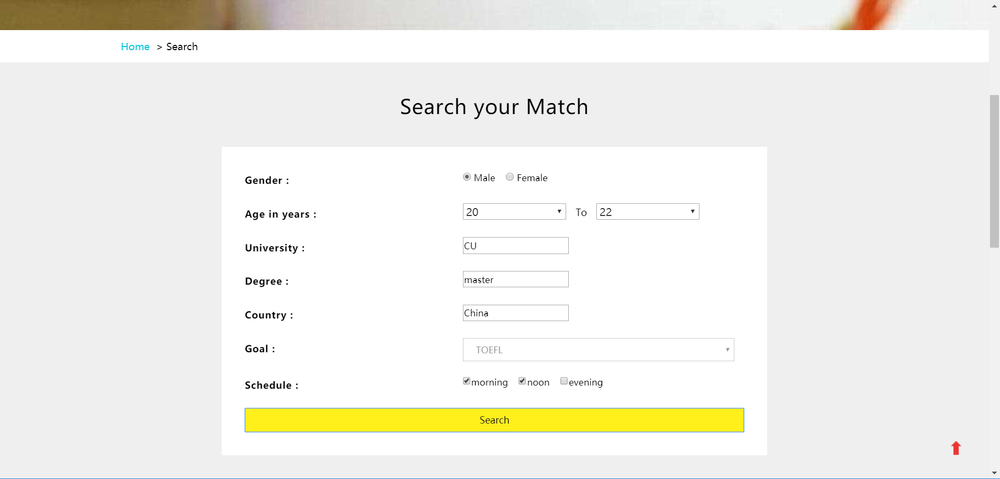 Home > Search
Search your Match
Gender : Male Female
Age in years : 20 To 22
University : CU
Degree : master
Country : China
Goal : TOEFL
Schedule : morning noon evening
Search